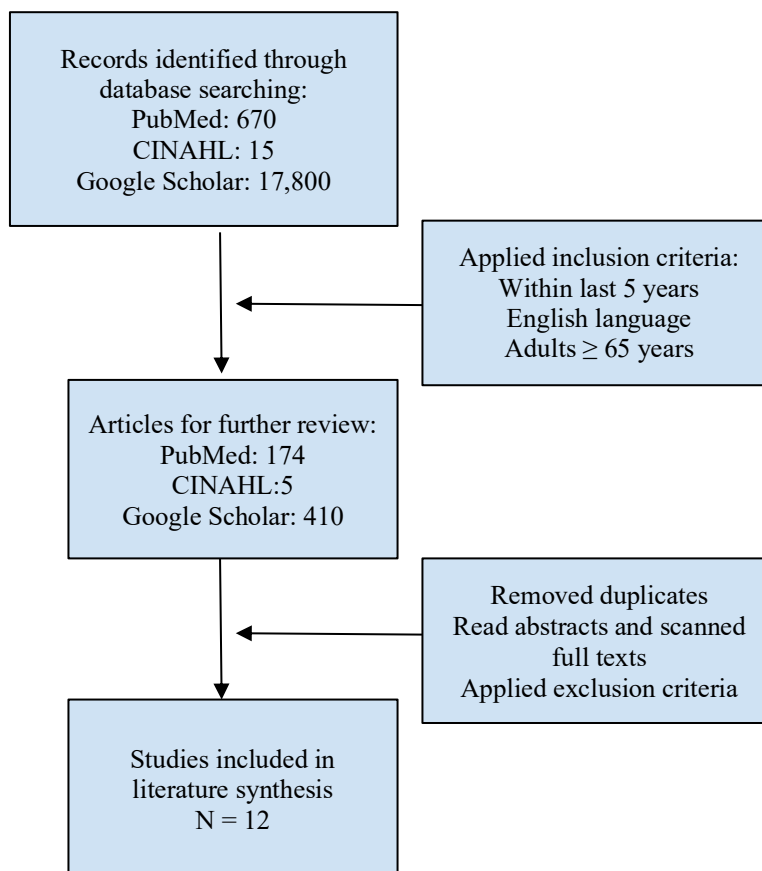 Records identified through
database searching:
PubMed: 670
CINAHL: 15
Google Scholar: 17,800
Applied inclusion criteria:
Within last 5 years
English language
Adults ≥ 65 years
Articles for further review:
PubMed: 174
CINAHL:5
Google Scholar: 410
Removed duplicates
Read abstracts and scanned
full texts
Applied exclusion criteria
Studies included in
literature synthesis
N = 12